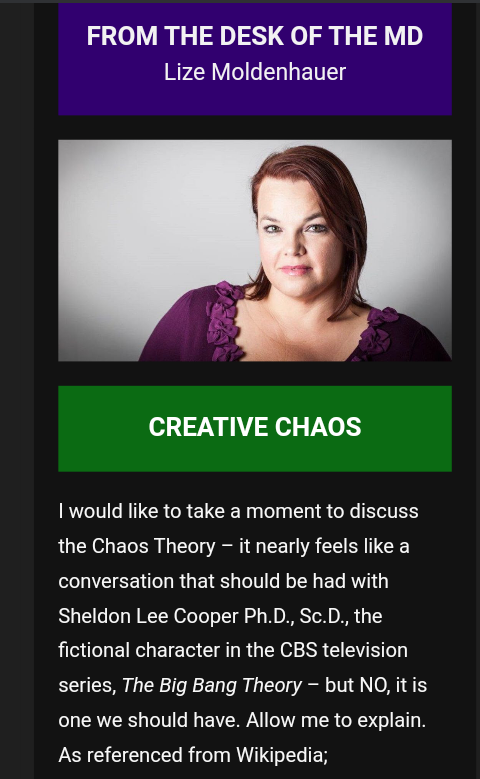 FROM THE DESK OF THE MD
Lize Moldenhauer
CREATIVE CHAOS
I would like to take a moment to discuss
the Chaos Theory – it nearly feels like a
conversation that should be had with
Sheldon Lee Cooper Ph.D., Sc.D., the
fictional character in the CBS television
series, The Big Bang Theory – but NO, it is
one we should have. Allow me to explain.
As referenced from Wikipedia;